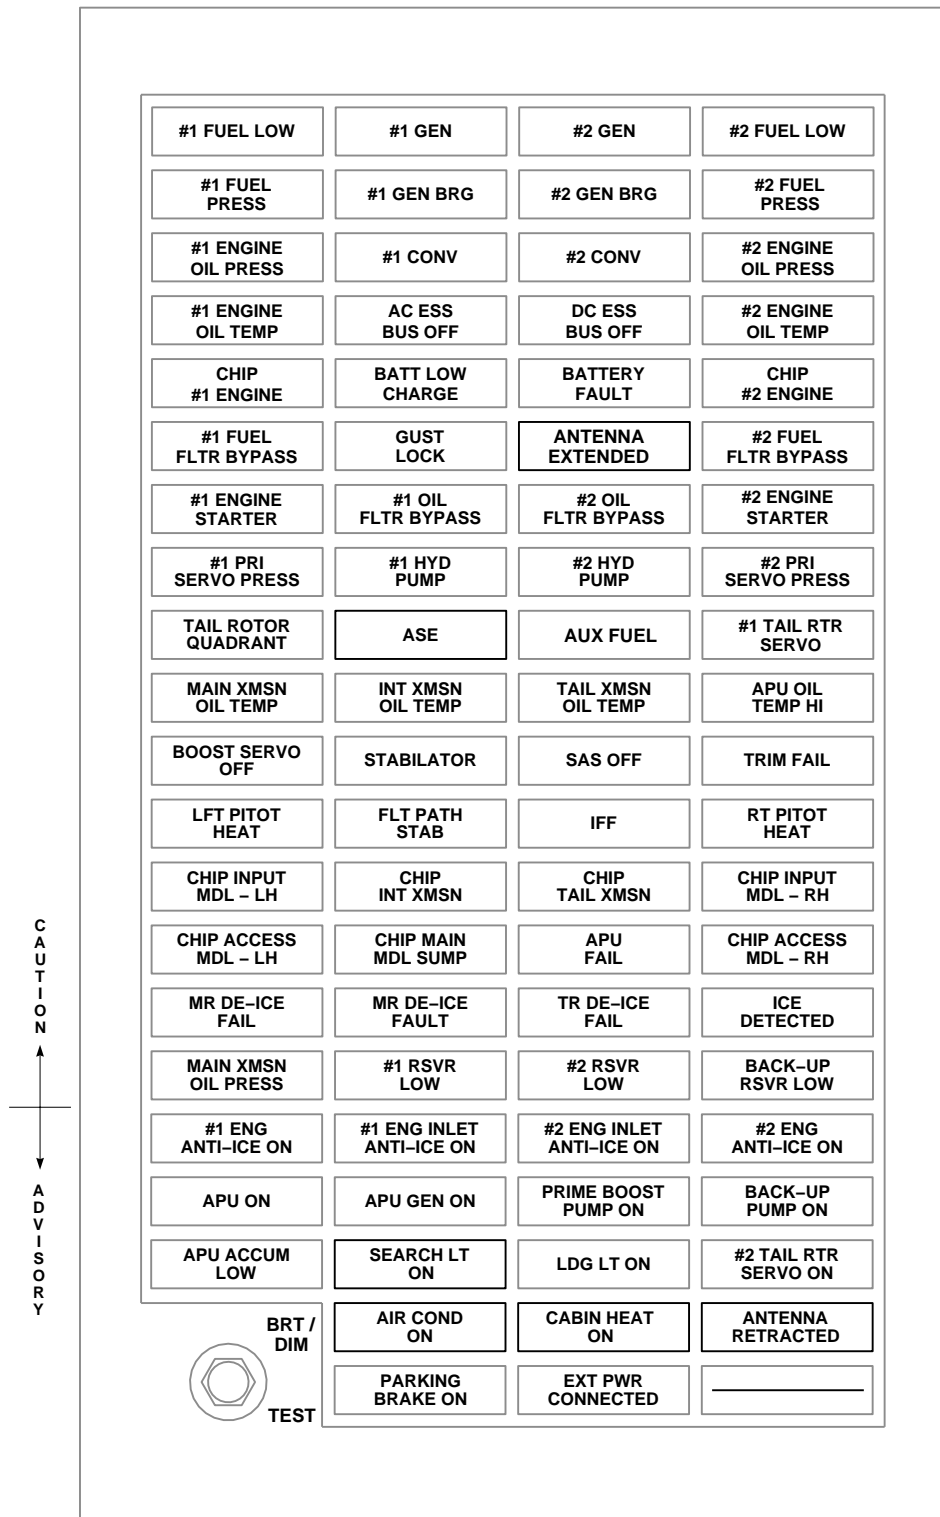 #1 FUEL LOW
#1 GEN
#2 GEN
#2 FUEL LOW
#1 FUEL
PRESS
#1 GEN BRG
#2 GEN BRG
#2 FUEL
PRESS
#1 ENGINE
OIL PRESS
#1 CONV
#2 CONV
#2 ENGINE
OIL PRESS
#1 ENGINE
OIL TEMP
AC ESS
BUS OFF
DC ESS
BUS OFF
#2 ENGINE
OIL TEMP
CHIP
#1 ENGINE
BATT LOW
CHARGE
BATTERY
FAULT
CHIP
#2 ENGINE
#1 FUEL
FLTR BYPASS
GUST
LOCK
ANTENNA
EXTENDED
#2 FUEL
FLTR BYPASS
#1 ENGINE
STARTER
#1 OIL
FLTR BYPASS
#2 OIL
FLTR BYPASS
#2 ENGINE
STARTER
#1 PRI
SERVO PRESS
#1 HYD
PUMP
#2 HYD
PUMP
#2 PRI
SERVO PRESS
TAIL ROTOR
QUADRANT
ASE
AUX FUEL
#1 TAIL RTR
SERVO
MAIN XMSN
OIL TEMP
INT XMSN
OIL TEMP
TAIL XMSN
OIL TEMP
APU OIL
TEMP HI
BOOST SERVO
OFF
STABILATOR
SAS OFF
TRIM FAIL
LFT PITOT
HEAT
FLT PATH
STAB
IFF
RT PITOT
HEAT
CHIP INPUT
MDL – LH
CHIP
INT XMSN
CHIP
TAIL XMSN
CHIP INPUT
MDL – RH
CHIP ACCESS
MDL – LH
CHIP MAIN
MDL SUMP
APU
FAIL
CHIP ACCESS
MDL – RH
MR DE–ICE
FAIL
MR DE–ICE
FAULT
TR DE–ICE
FAIL
ICE
DETECTED
MAIN XMSN
OIL PRESS
#1 RSVR
LOW
#2 RSVR
LOW
BACK–UP
RSVR LOW
#1 ENG
ANTI–ICE ON
#1 ENG INLET
ANTI–ICE ON
#2 ENG INLET
ANTI–ICE ON
#2 ENG
ANTI–ICE ON
APU ON
APU GEN ON
PRIME BOOST
PUMP ON
BACK–UP
PUMP ON
APU ACCUM
LOW
SEARCH LT
ON
LDG LT ON
#2 TAIL RTR
SERVO ON
AIR COND
ON
CABIN HEAT
ON
ANTENNA
RETRACTED
PARKING
BRAKE ON
EXT PWR
CONNECTED
BRT /
DIM
TEST
CAUTION
ADVISORY